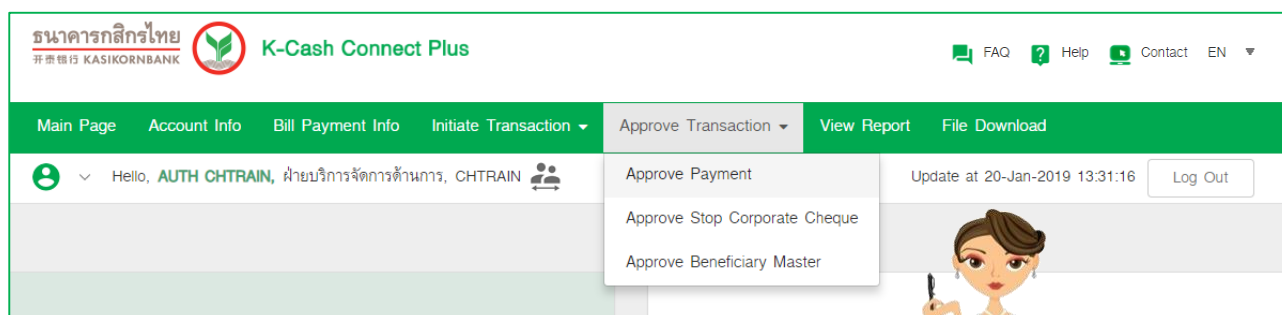 ธนาคารกสิกรไทย
开泰银行 KASIKORNBANK
K-Cash Connect Plus
FAQ Help Contact EN
Main Page Account Info Bill Payment Info Initiate Transaction Approve Transaction View Report File Download
Hello, AUTH CHTRAIN, ฝ่ายบริการจัดการด้านการ, CHTRAIN
Update at 20-Jan-2019 13:31:16 Log Out
Approve Payment
Approve Stop Corporate Cheque
Approve Beneficiary Master